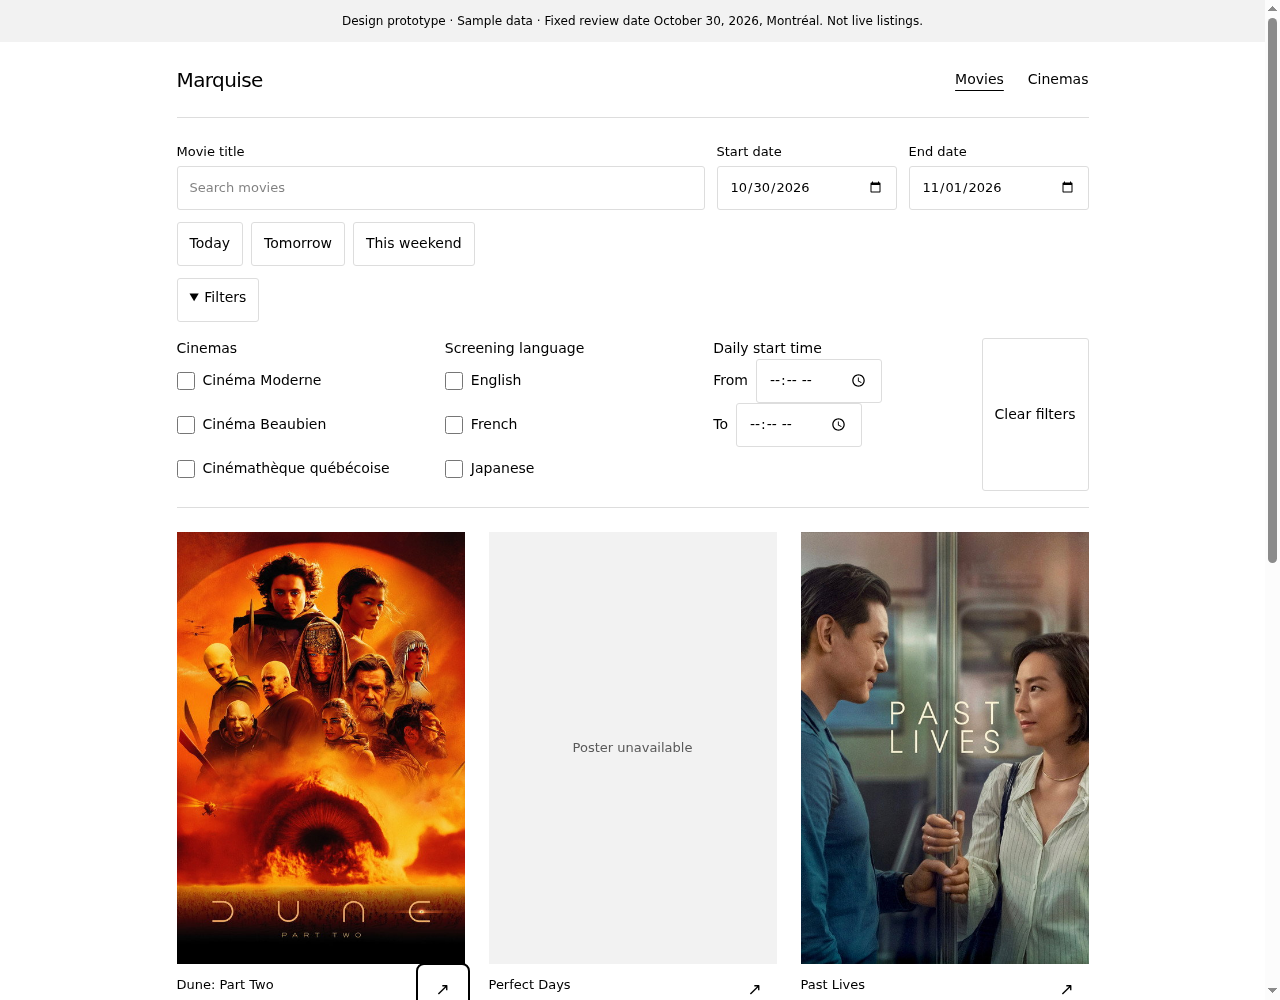 Design prototype · Sample data · Fixed review date October 30, 2026, Montréal. Not live listings.
Marquise
Movies
Cinemas
Movie title
Start date
End date
Search movies
10/30/2026
11/01/2026
Today
Tomorrow
This weekend
▼ Filters
Cinemas
Screening language
Daily start time
Cinéma Moderne
English
From --:-- --
Clear filters
Cinéma Beaubien
French
To --:-- --
Cinémathèque québécoise
Japanese
DUNE
PART TWO
Poster unavailable
PAST
LIVES
Dune: Part Two
↗
Perfect Days
↗
Past Lives
↗